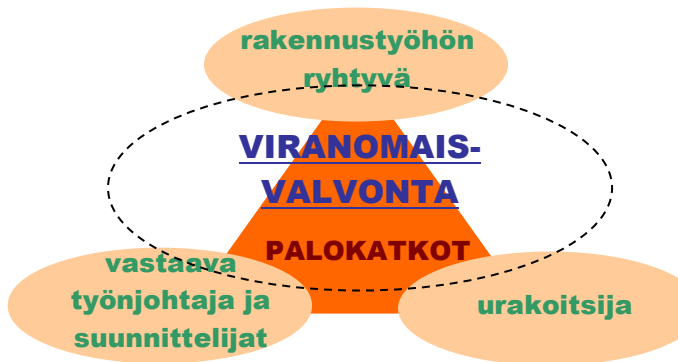 rakennustyöhön
ryhtyvä
VIRANOMAIS-
VALVONTA
PALOKATKOT
vastaava
työnjohtaja ja
suunnittelijat
urakoitsija